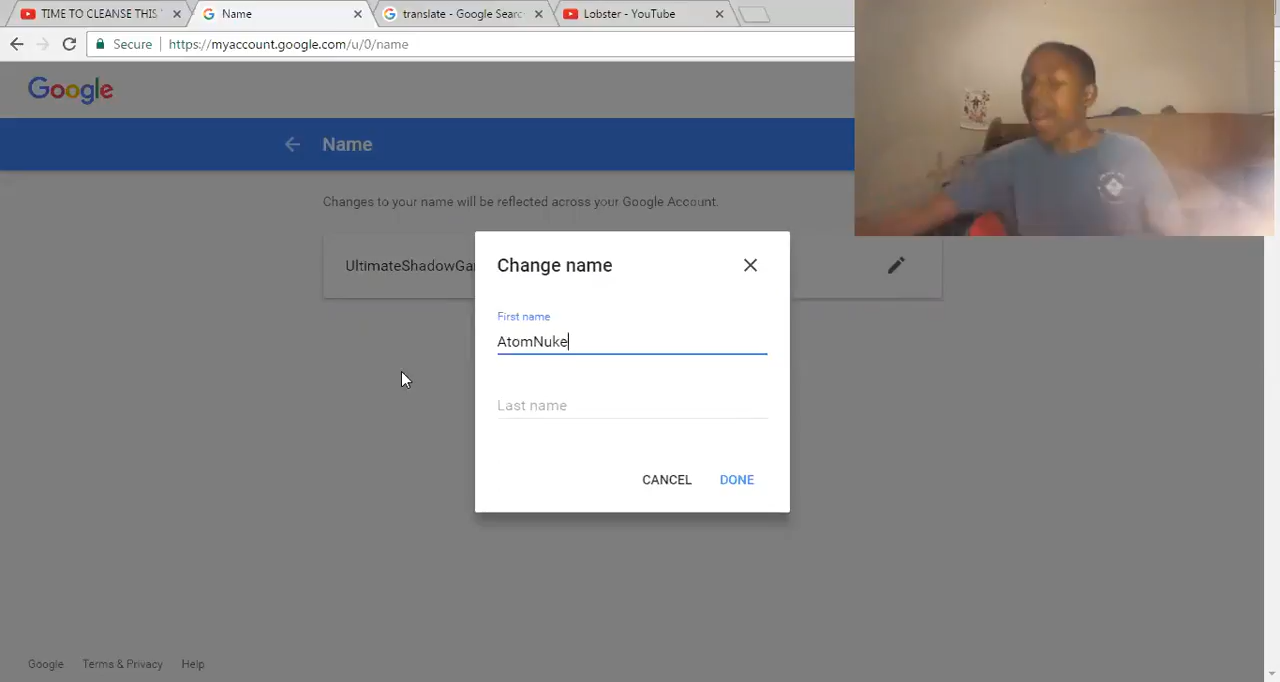 TIME TO CLEANSE THIS
Name
translate - Google Searc
Lobster - YouTube
Secure
https://myaccount.google.com/u/0/name
Google
Name
Changes to your name will be reflected across your Google Account.
UltimateShadowGa
Change name
First name
AtomNuke
Last name
CANCEL
DONE
Google
Terms & Privacy
Help